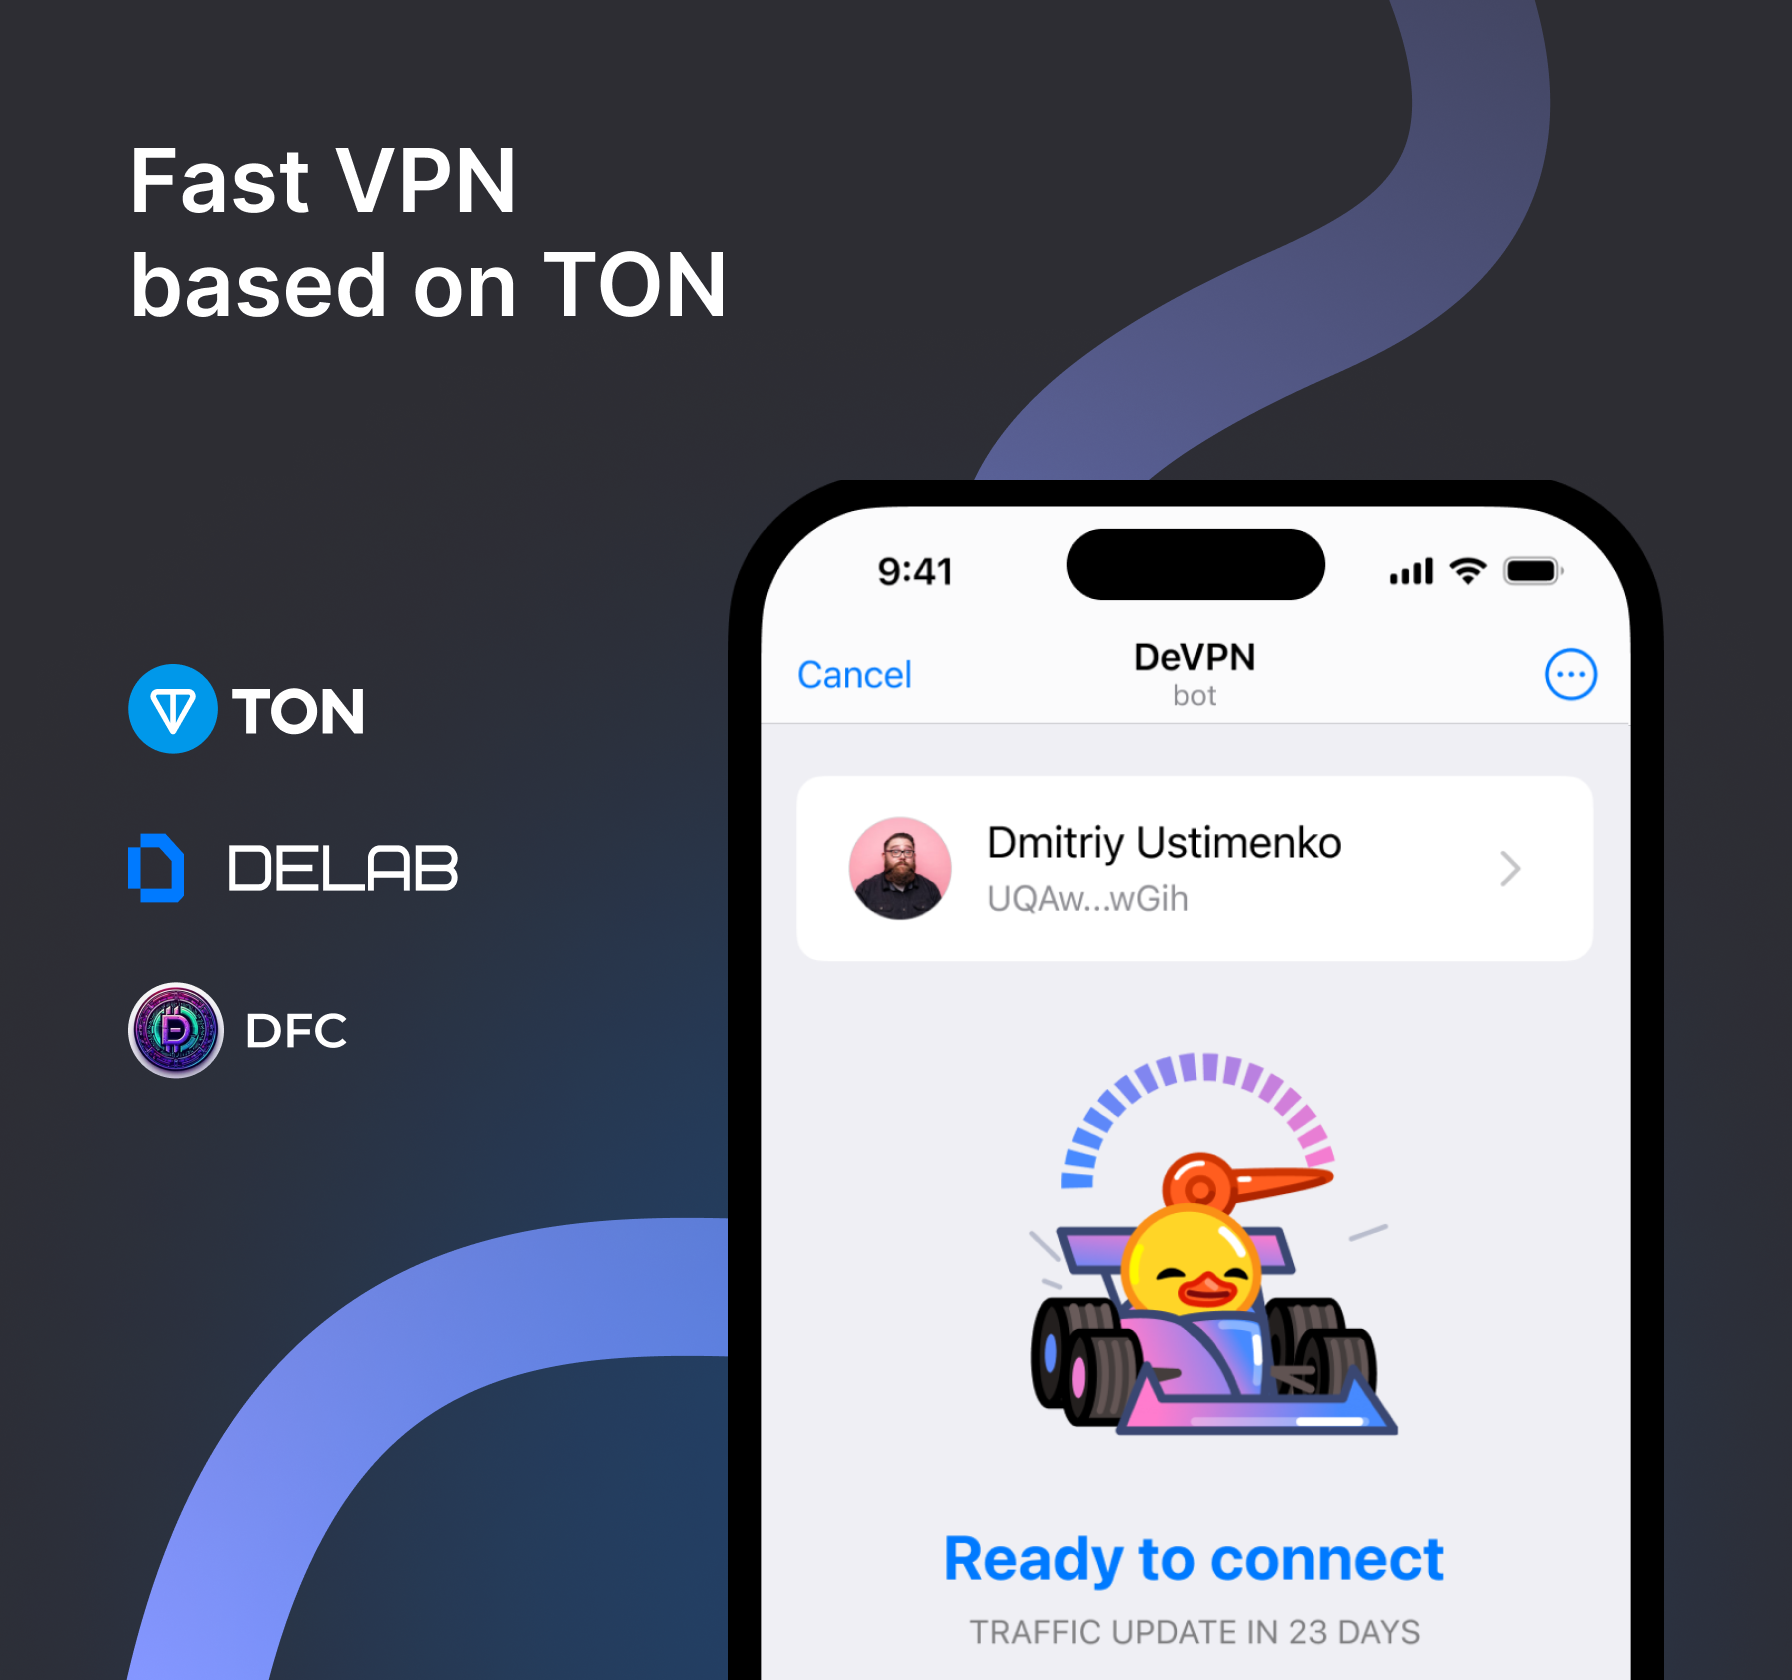 Fast VPN
based on TON
TON
DELAB
DFC
9:41
Cancel
DeVPN
bot
Dmitriy Ustimenko
UQAw...wGih
Ready to connect
TRAFFIC UPDATE IN 23 DAYS